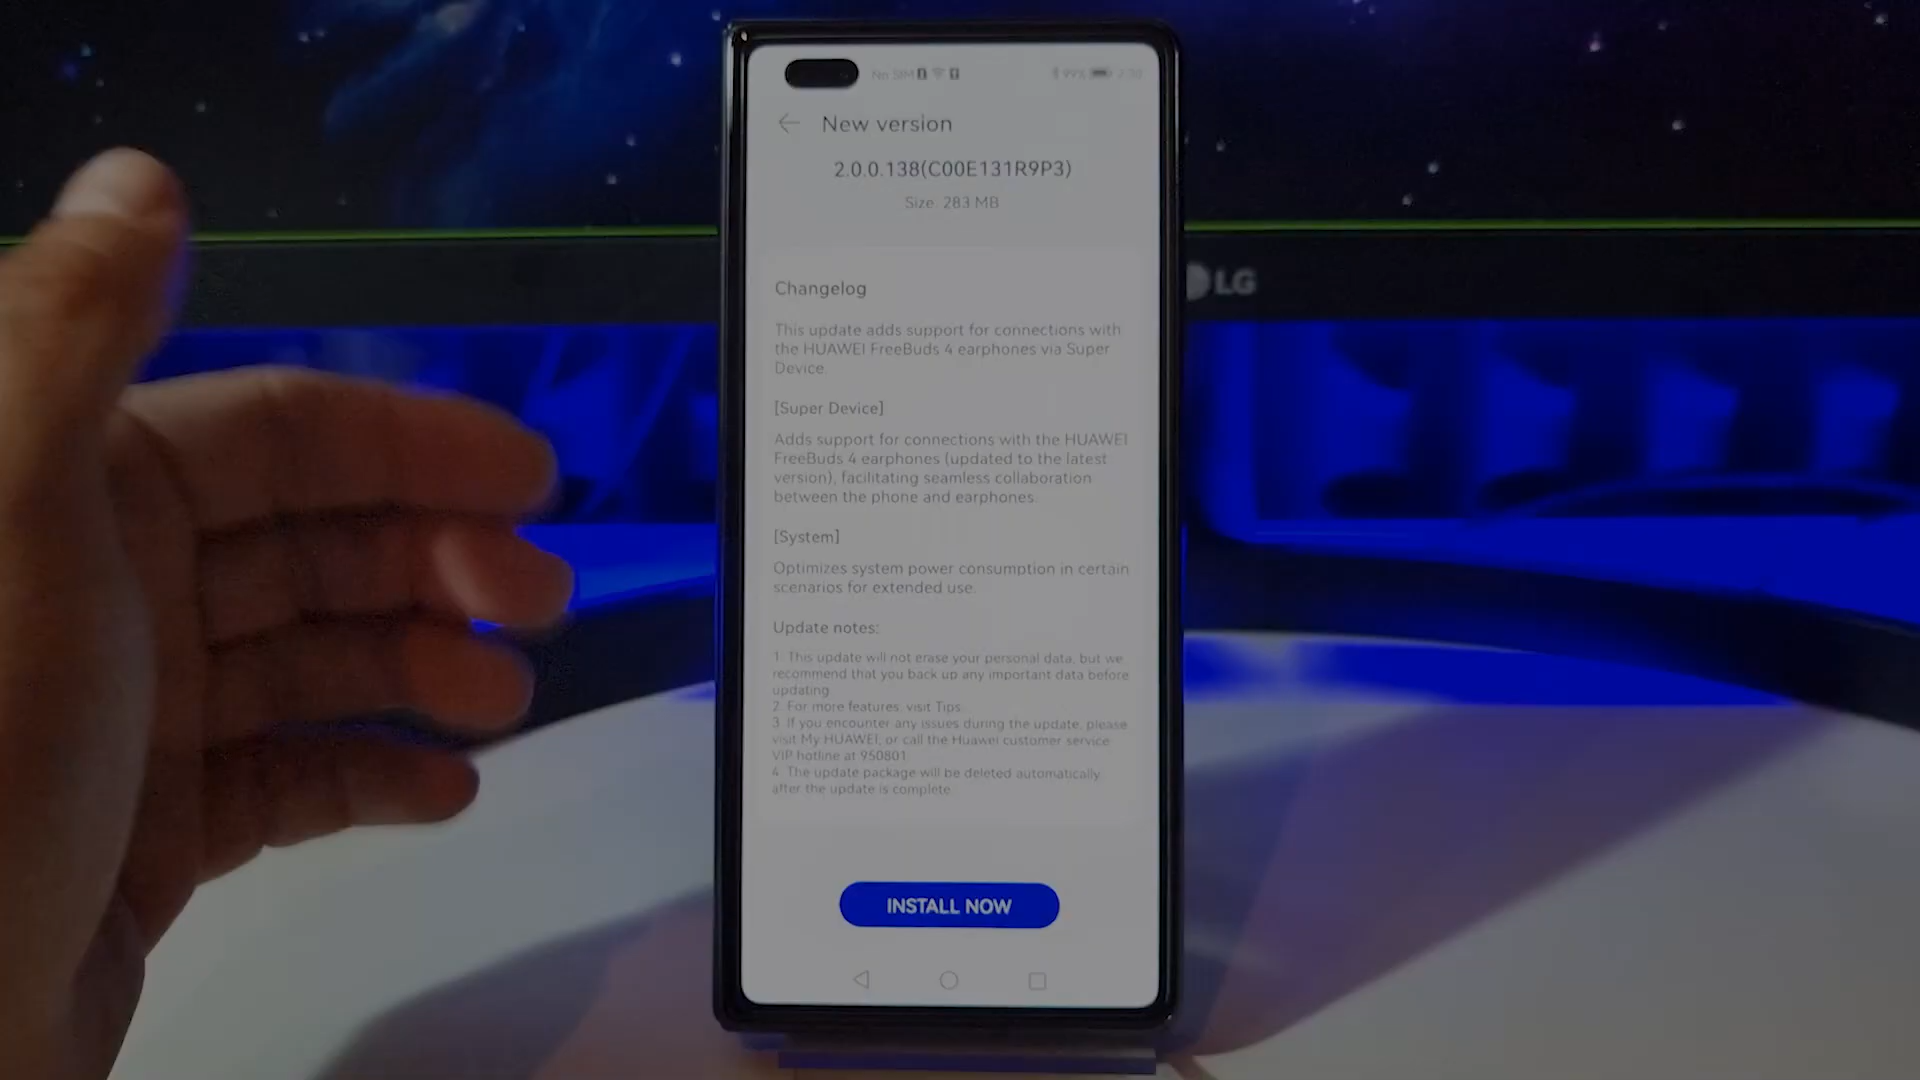 No SIM 99% 7:30
New version
2.0.0.138(C00E131R9P3)
Size: 283 MB
LG
Changelog
This update adds support for connections with
the HUAWEI FreeBuds 4 earphones via Super
Device.
[Super Device]
Adds support for connections with the HUAWEI
FreeBuds 4 earphones (updated to the latest
version), facilitating seamless collaboration
between the phone and earphones.
[System]
Optimizes system power consumption in certain
scenarios for extended use.
Update notes:
1. This update will not erase your personal data, but we
recommend that you back up any important data before
updating.
2. For more features, visit Tips.
3. If you encounter any issues during the update, please
visit My HUAWEI, or call the Huawei customer service
VIP hotline at 950801.
4. The update package will be deleted automatically
after the update is complete.
INSTALL NOW